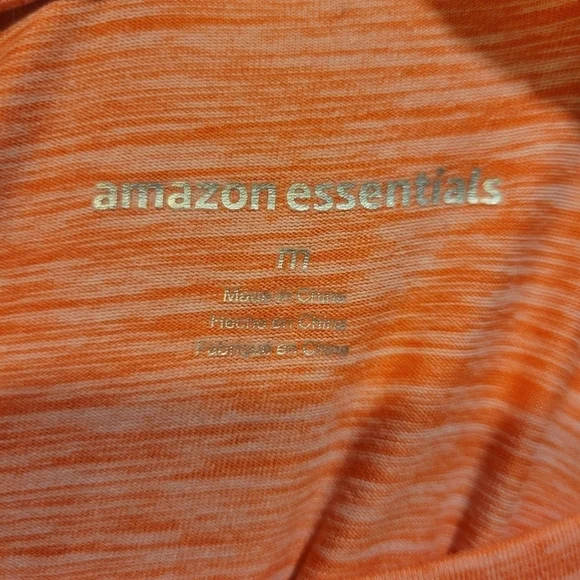 amazon essentials
m
Made in China
Hecho en China
Fabriqué en Chine